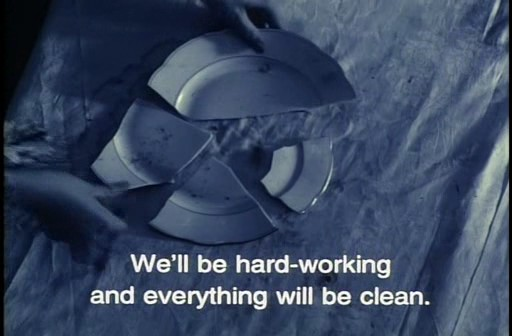 We'll be hard-working
and everything will be clean.